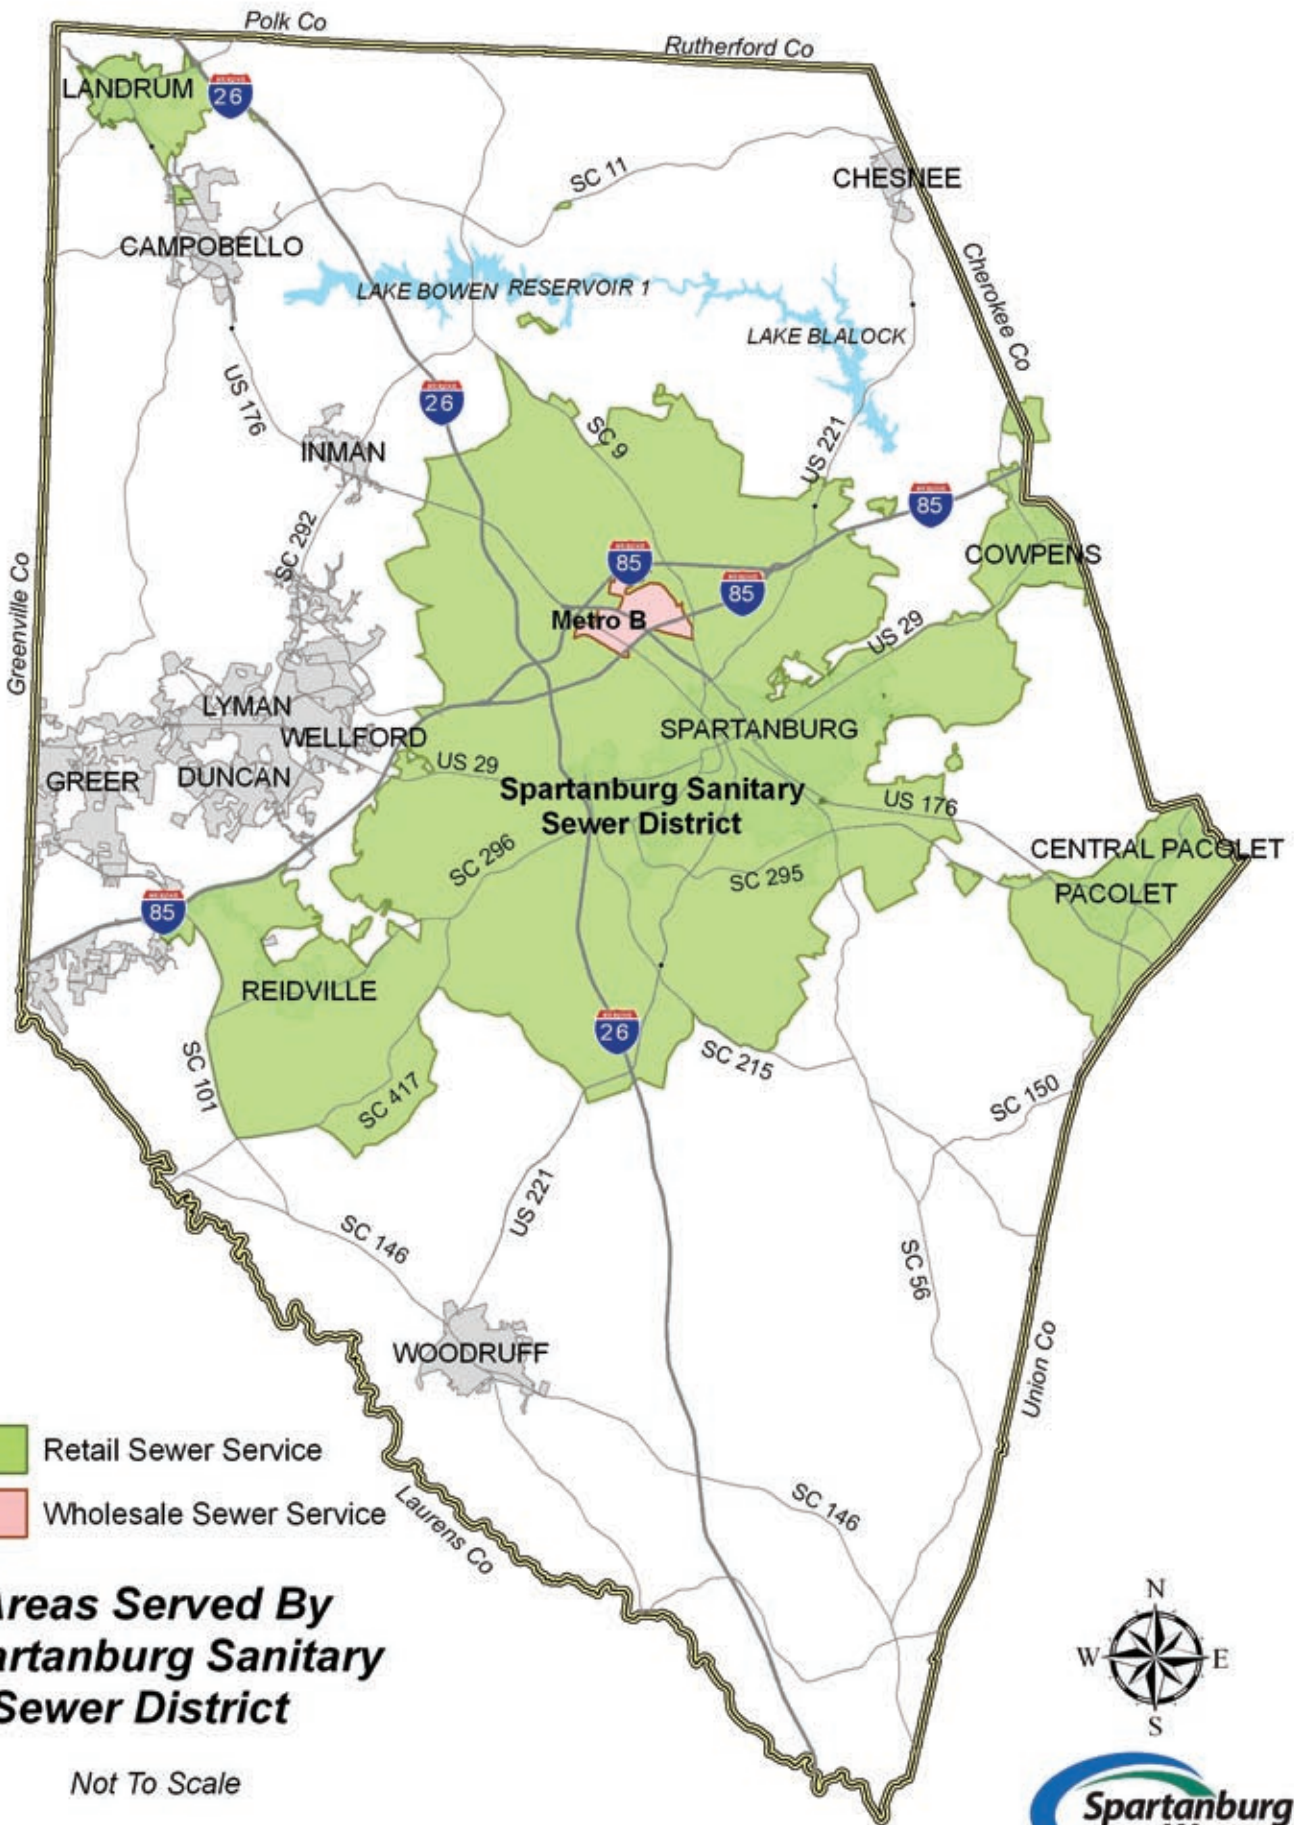 Polk Co
Rutherford Co
LANDRUM
26
SC 11
CHESNEE
CAMPOBELLO
Cherokee Co
LAKE BOWEN
RESERVOIR 1
LAKE BLALOCK
US 176
26
SC 9
INMAN
US 221
85
SC 292
85
COWPENS
85
Greenville Co
Metro B
US 29
LYMAN
SPARTANBURG
WELLFORD
US 29
GREER
DUNCAN
Spartanburg Sanitary
Sewer District
US 176
SC 296
CENTRAL PACOLET
SC 295
PACOLET
85
REIDVILLE
26
SC 101
SC 215
SC 417
SC 150
US 221
SC 146
SC 56
WOODRUFF
Union Co
Retail Sewer Service
Wholesale Sewer Service
SC 146
Laurens Co
Areas Served By
artanburg Sanitary
Sewer District
Not To Scale
N
W
E
S
Spartanburg